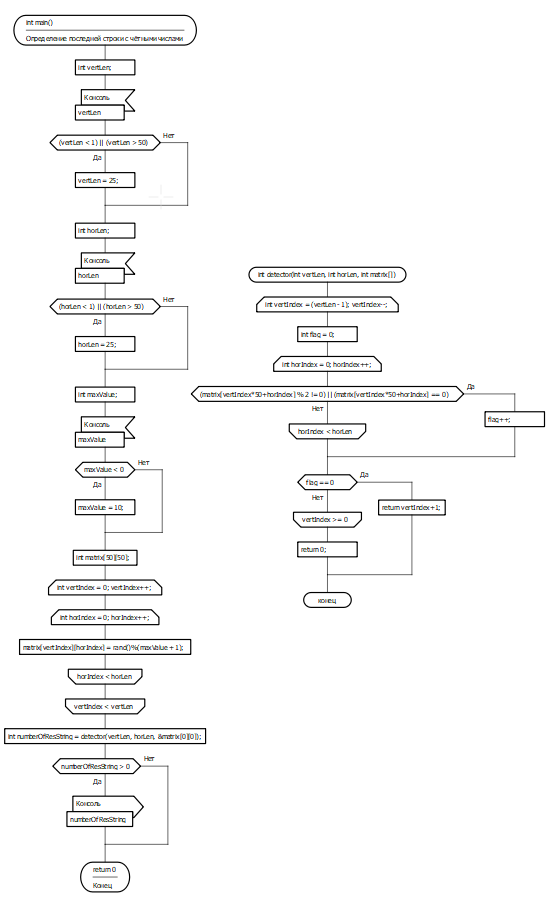 int main()
Определение последней строки с чётными числами
int vertLen;
Консоль
vertLen
(vertLen < 1) || (vertLen > 50)
Нет
Да
vertLen = 25;
int horLen;
Консоль
horLen
(horLen < 1) || (horLen > 50)
Нет
Да
horLen = 25;
int maxValue;
Консоль
maxValue
maxValue < 0
Нет
Да
maxValue = 10;
int matrix[50][50];
int vertIndex = 0; vertIndex++;
int horIndex = 0; horIndex++;
matrix[vertIndex][horIndex] = rand()%(maxValue + 1);
horIndex < horLen
vertIndex < vertLen
int numberOfResString = detector(vertLen, horLen, &matrix[0][0]);
numberOfResString > 0
Нет
Да
Консоль
numberOfResString
return 0
Конец
int detector(int vertLen, int horLen, int matrix[])
int vertIndex = (vertLen - 1); vertIndex--;
int flag = 0;
int horIndex = 0; horIndex++;
(matrix[vertIndex*50+horIndex] % 2 != 0) || (matrix[vertIndex*50+horIndex] == 0)
Да
Нет
flag++;
horIndex < horLen
flag == 0
Да
Нет
return vertIndex+1;
vertIndex >= 0
return 0;
конец